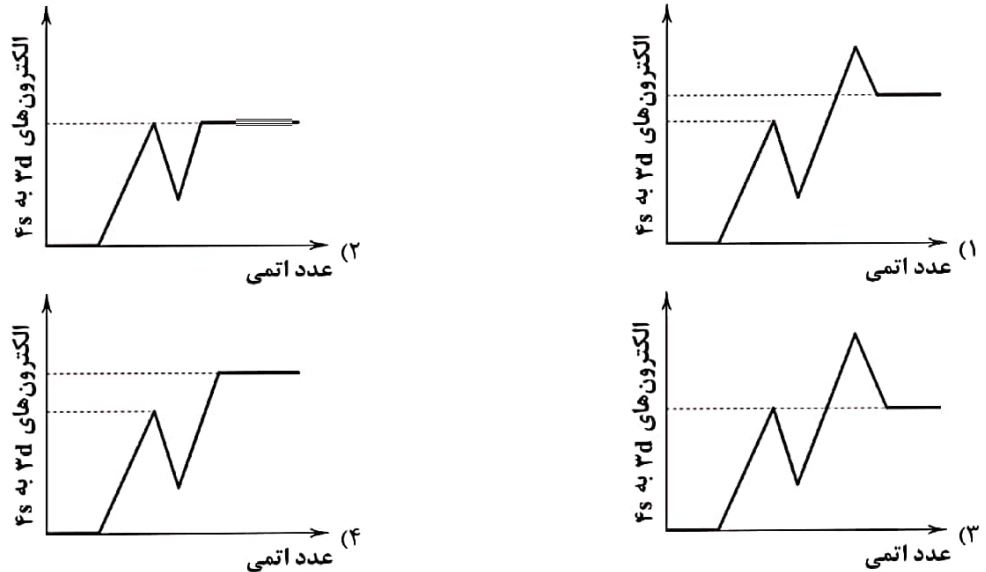 الکترون‌های ۳d به ۴s
عدد اتمی
۱)
الکترون‌های ۳d به ۴s
عدد اتمی
۲)
الکترون‌های ۳d به ۴s
عدد اتمی
۳)
الکترون‌های ۳d به ۴s
عدد اتمی
۴)